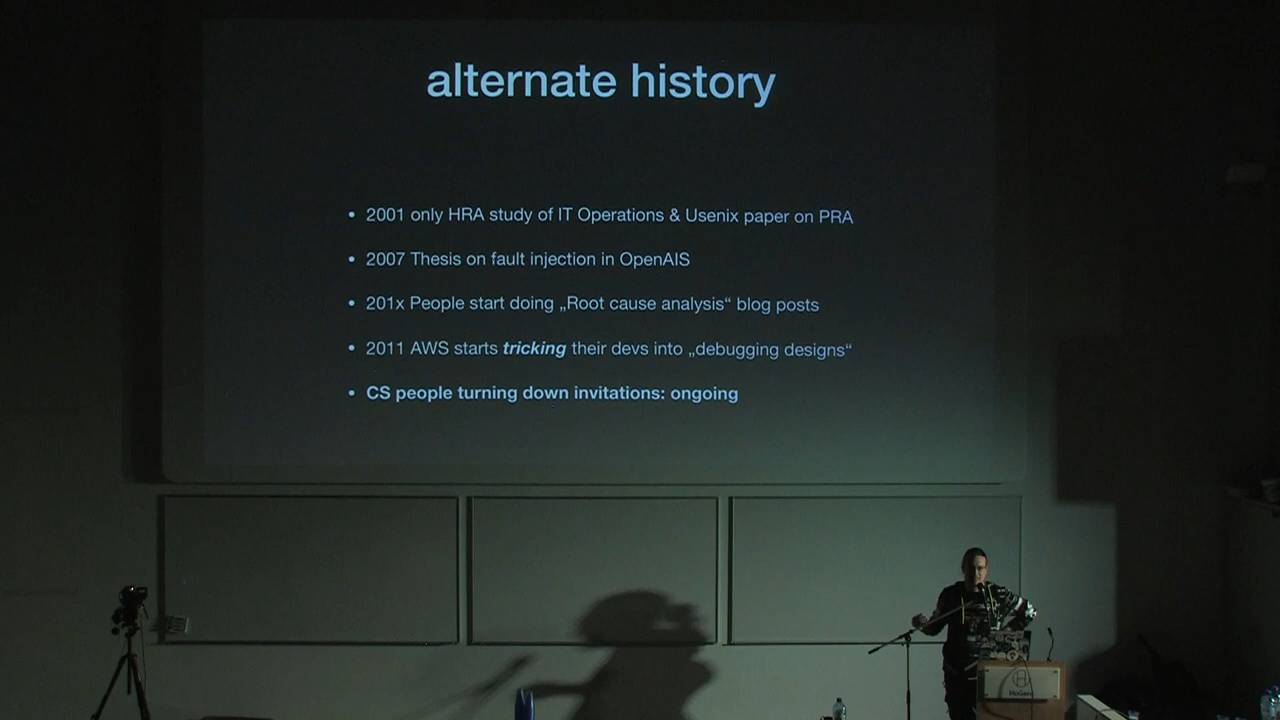 alternate history
• 2001 only HRA study of IT Operations & Usenix paper on PRA
• 2007 Thesis on fault injection in OpenAIS
• 201x People start doing „Root cause analysis“ blog posts
• 2011 AWS starts tricking their devs into „debugging designs“
• CS people turning down invitations: ongoing
HoGent